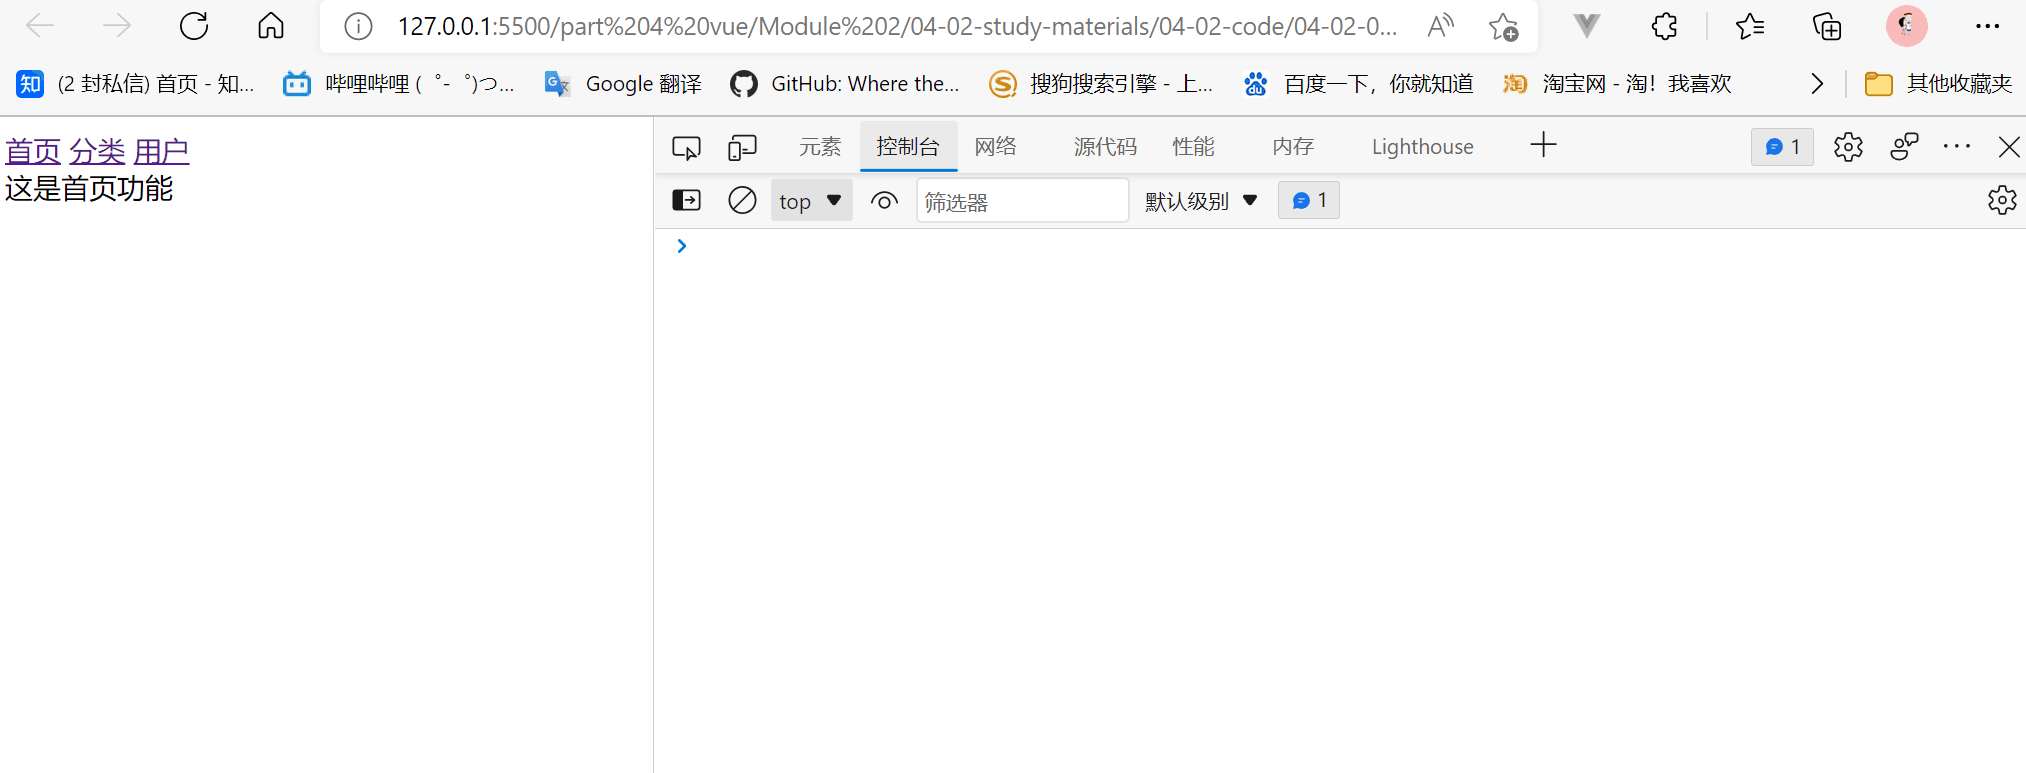 127.0.0.1:5500/part%204%20vue/Module%202/04-02-study-materials/04-02-code/04-02-0...
知 (2 封私信) 首页 - 知... 哔哩哔哩 ( ゜- ゜)つ... Google 翻译 GitHub: Where the... 搜狗搜索引擎 - 上... du 百度一下，你就知道 淘 淘宝网 - 淘！我喜欢 其他收藏夹
首页 分类 用户
这是首页功能
元素 控制台 网络 源代码 性能 内存 Lighthouse 1
top 筛选器 默认级别 1